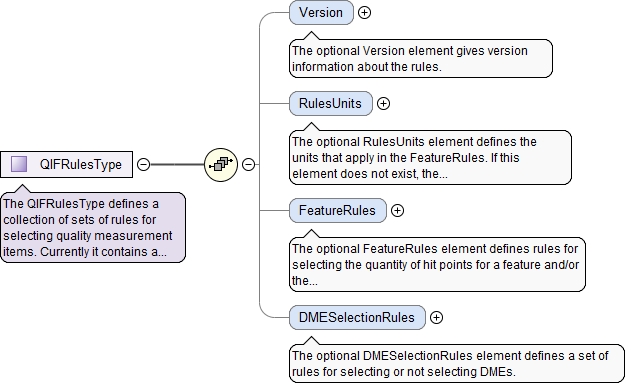 Version
The optional Version element gives version
information about the rules.
RulesUnits
The optional RulesUnits element defines the
units that apply in the FeatureRules. If this
element does not exist, the...
QIFRulesType
The QIFRulesType defines a
collection of sets of rules for
selecting quality measurement
items. Currently it contains a...
FeatureRules
The optional FeatureRules element defines rules for
selecting the quantity of hit points for a feature and/or
the...
DMESelectionRules
The optional DMESelectionRules element defines a set of
rules for selecting or not selecting DMEs.